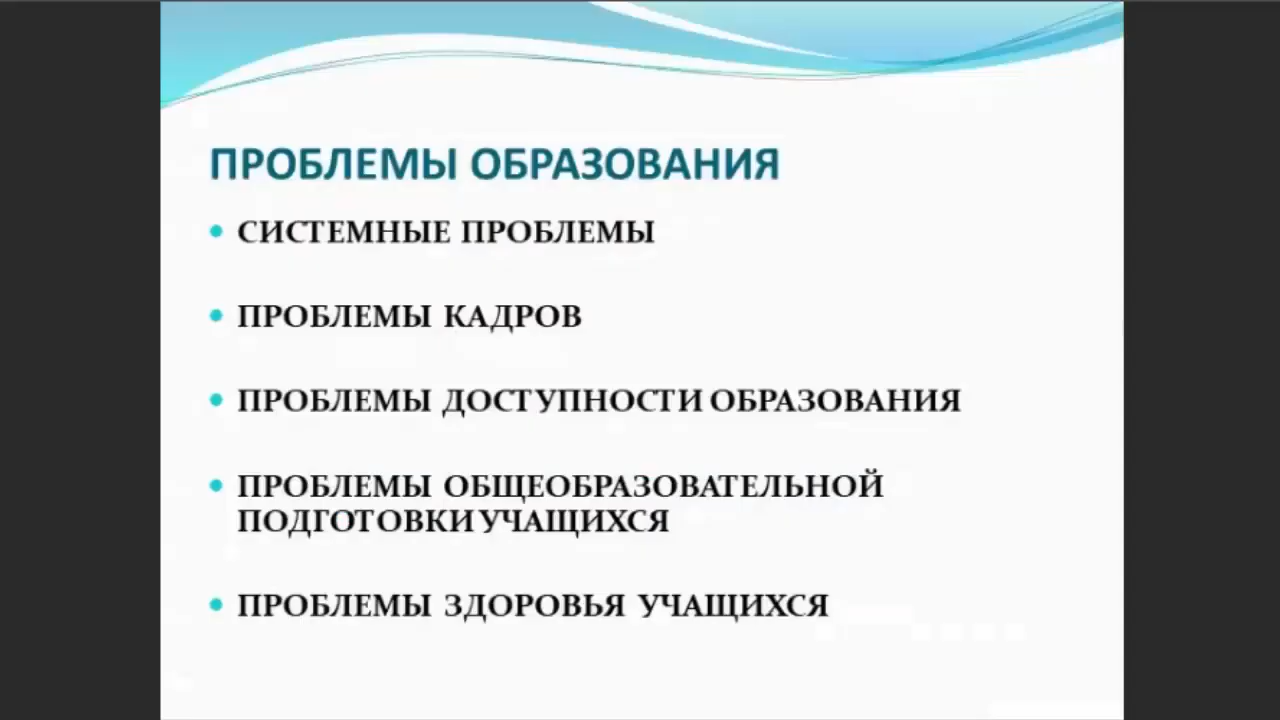 ПРОБЛЕМЫ ОБРАЗОВАНИЯ
• СИСТЕМНЫЕ ПРОБЛЕМЫ
• ПРОБЛЕМЫ КАДРОВ
• ПРОБЛЕМЫ ДОСТУПНОСТИ ОБРАЗОВАНИЯ
• ПРОБЛЕМЫ ОБЩЕОБРАЗОВАТЕЛЬНОЙ
ПОДГОТОВКИ УЧАЩИХСЯ
• ПРОБЛЕМЫ ЗДОРОВЬЯ УЧАЩИХСЯ